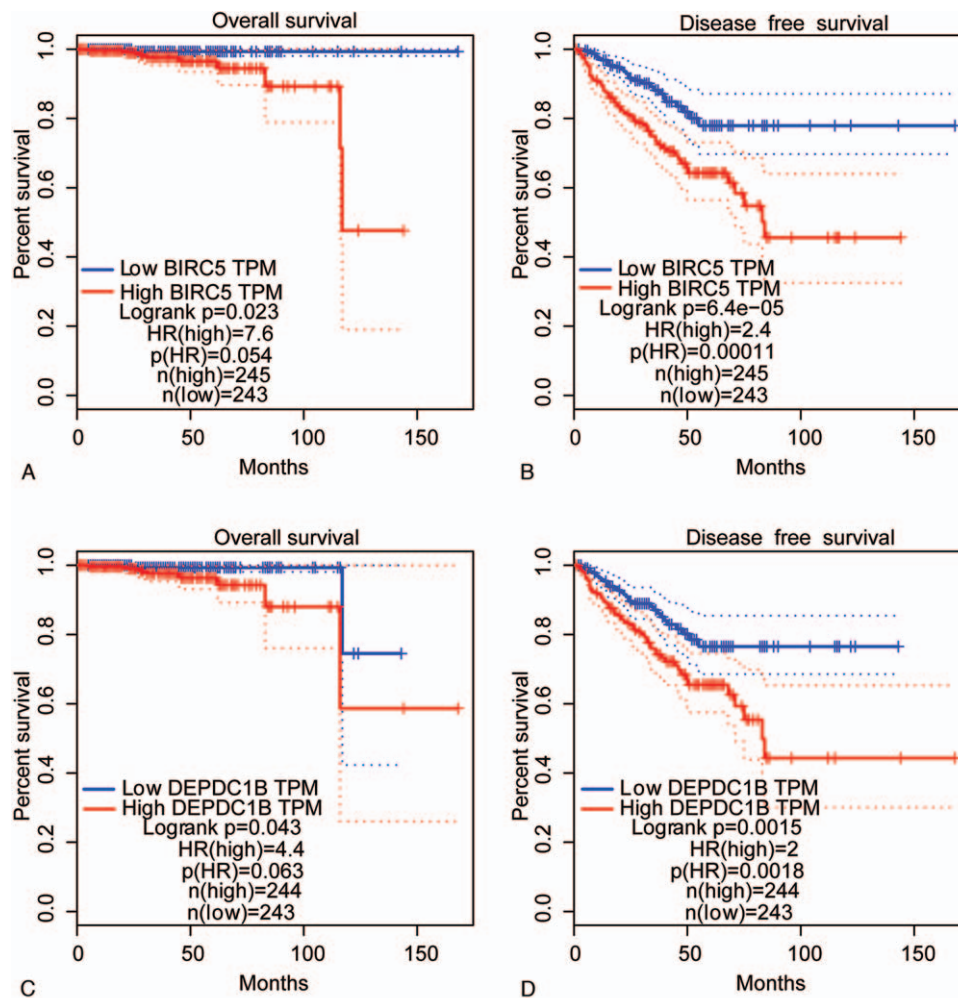 Overall survival
Percent survival
1.0
0.8
0.6
0.4
0.2
0.0
Low BIRC5 TPM
High BIRC5 TPM
Logrank p=0.023
HR(high)=7.6
p(HR)=0.054
n(high)=245
n(low)=243
0 50 100 150
Months
A
Disease free survival
Percent survival
1.0
0.8
0.6
0.4
0.2
0.0
Low BIRC5 TPM
High BIRC5 TPM
Logrank p=6.4e−05
HR(high)=2.4
p(HR)=0.00011
n(high)=245
n(low)=243
0 50 100 150
Months
B
Overall survival
Percent survival
1.0
0.8
0.6
0.4
0.2
0.0
Low DEPDC1B TPM
High DEPDC1B TPM
Logrank p=0.043
HR(high)=4.4
p(HR)=0.063
n(high)=244
n(low)=243
0 50 100 150
Months
C
Disease free survival
Percent survival
1.0
0.8
0.6
0.4
0.2
0.0
Low DEPDC1B TPM
High DEPDC1B TPM
Logrank p=0.0015
HR(high)=2
p(HR)=0.0018
n(high)=244
n(low)=243
0 50 100 150
Months
D